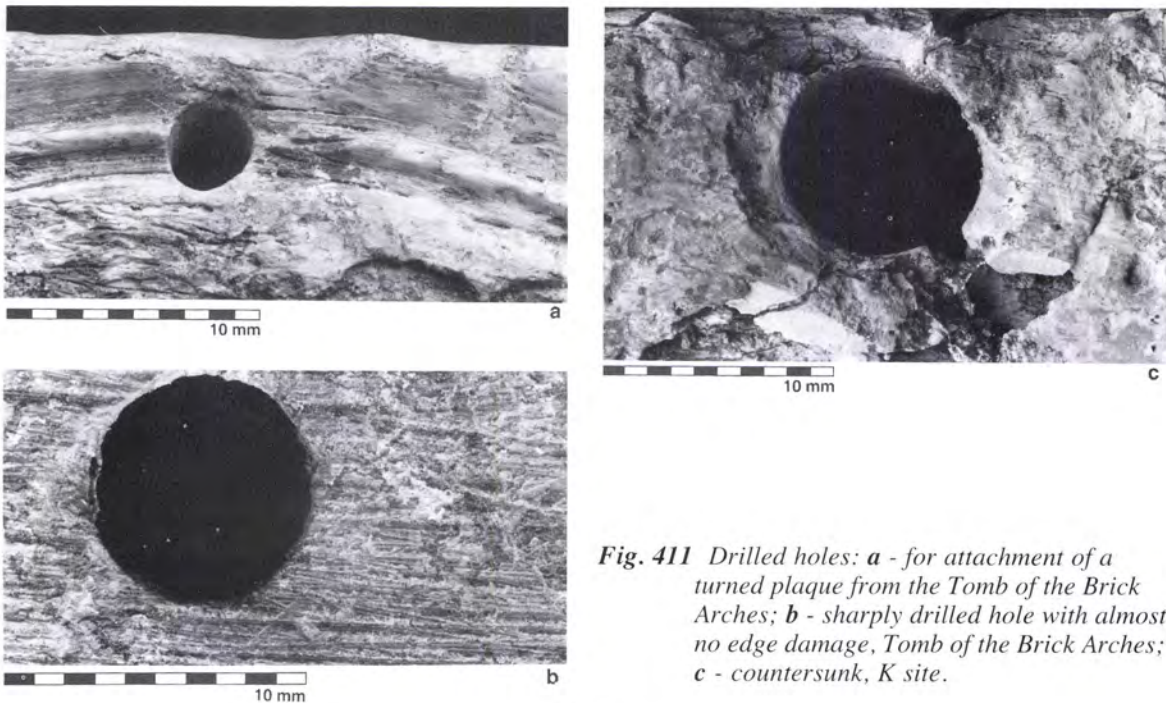 10 mm
a
10 mm
b
10 mm
c
Fig. 411 Drilled holes: a - for attachment of a
turned plaque from the Tomb of the Brick
Arches; b - sharply drilled hole with almost
no edge damage, Tomb of the Brick Arches;
c - countersunk, K site.